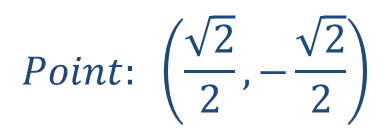 Point: (√2/2, −√2/2)